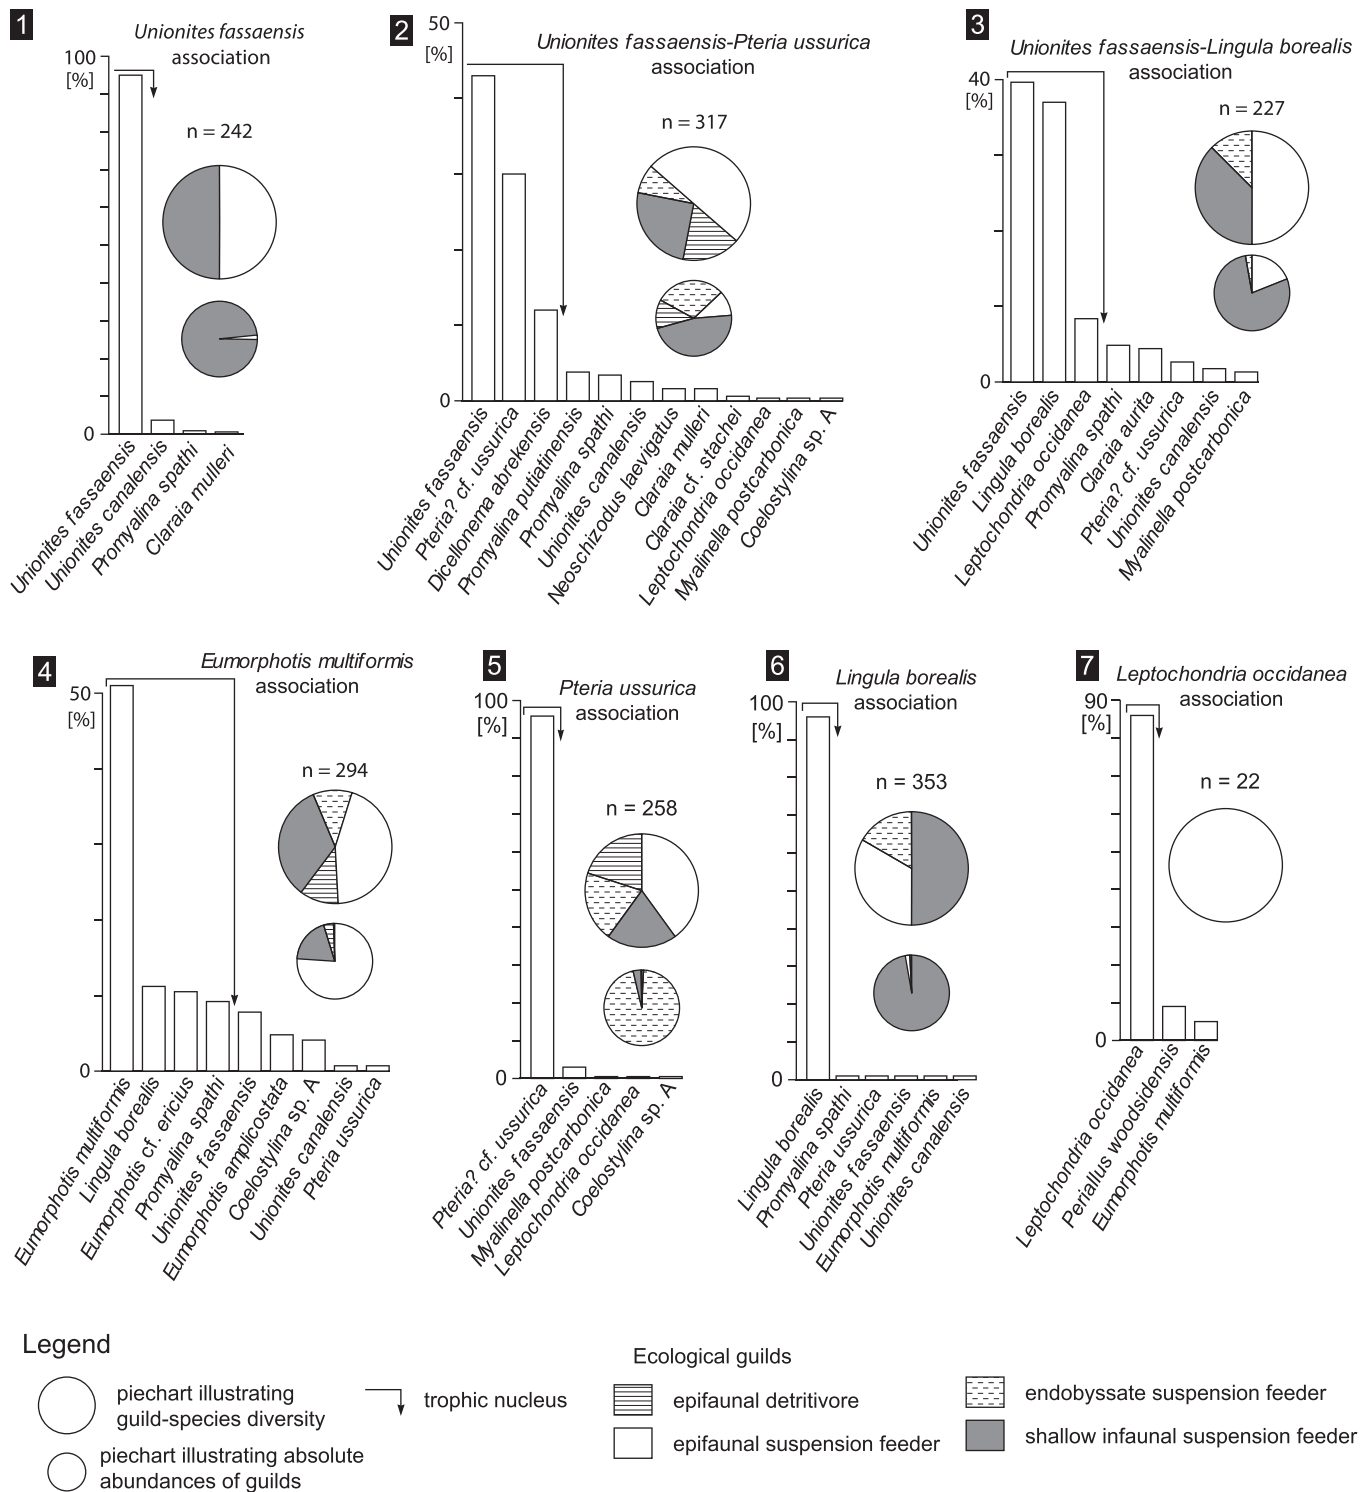 1
Unionites fassaensis
association
100
[%]
n = 242
0
Unionites fassaensis
Unionites canalensis
Promyalina spathi
Claraia mulleri
2
50
[%]
Unionites fassaensis-Pteria ussurica
association
n = 317
0
Unionites fassaensis
Pteria? cf. ussurica
Dicellonema abrekensis
Promyalina putiatinensis
Promyalina spathi
Unionites canalensis
Neoschizodus laevigatus
Claraia mulleri
Claraia cf. stachei
Leptochondria occidanea
Myalinella postcarbonica
Coelostylina sp. A
3
Unionites fassaensis-Lingula borealis
association
40
[%]
n = 227
0
Unionites fassaensis
Lingula borealis
Leptochondria occidanea
Promyalina spathi
Claraia aurita
Pteria? cf. ussurica
Unionites canalensis
Myalinella postcarbonica
4
Eumorphotis multiformis
association
50
[%]
n = 294
0
Eumorphotis multiformis
Lingula borealis
Eumorphotis cf. ericius
Promyalina spathi
Unionites fassaensis
Eumorphotis amplicostata
Coelostylina sp. A
Unionites canalensis
Pteria ussurica
5
Pteria ussurica
association
100
[%]
n = 258
0
Pteria? cf. ussurica
Unionites fassaensis
Myalinella postcarbonica
Leptochondria occidanea
Coelostylina sp. A
6
Lingula borealis
association
100
[%]
n = 353
0
Lingula borealis
Promyalina spathi
Pteria ussurica
Unionites fassaensis
Eumorphotis multiformis
Unionites canalensis
7
Leptochondria occidanea
association
90
[%]
n = 22
0
Leptochondria occidanea
Periallus woodsidensis
Eumorphotis multiformis
Legend
piechart illustrating
guild-species diversity
piechart illustrating absolute
abundances of guilds
trophic nucleus
Ecological guilds
epifaunal detritivore
epifaunal suspension feeder
endobyssate suspension feeder
shallow infaunal suspension feeder